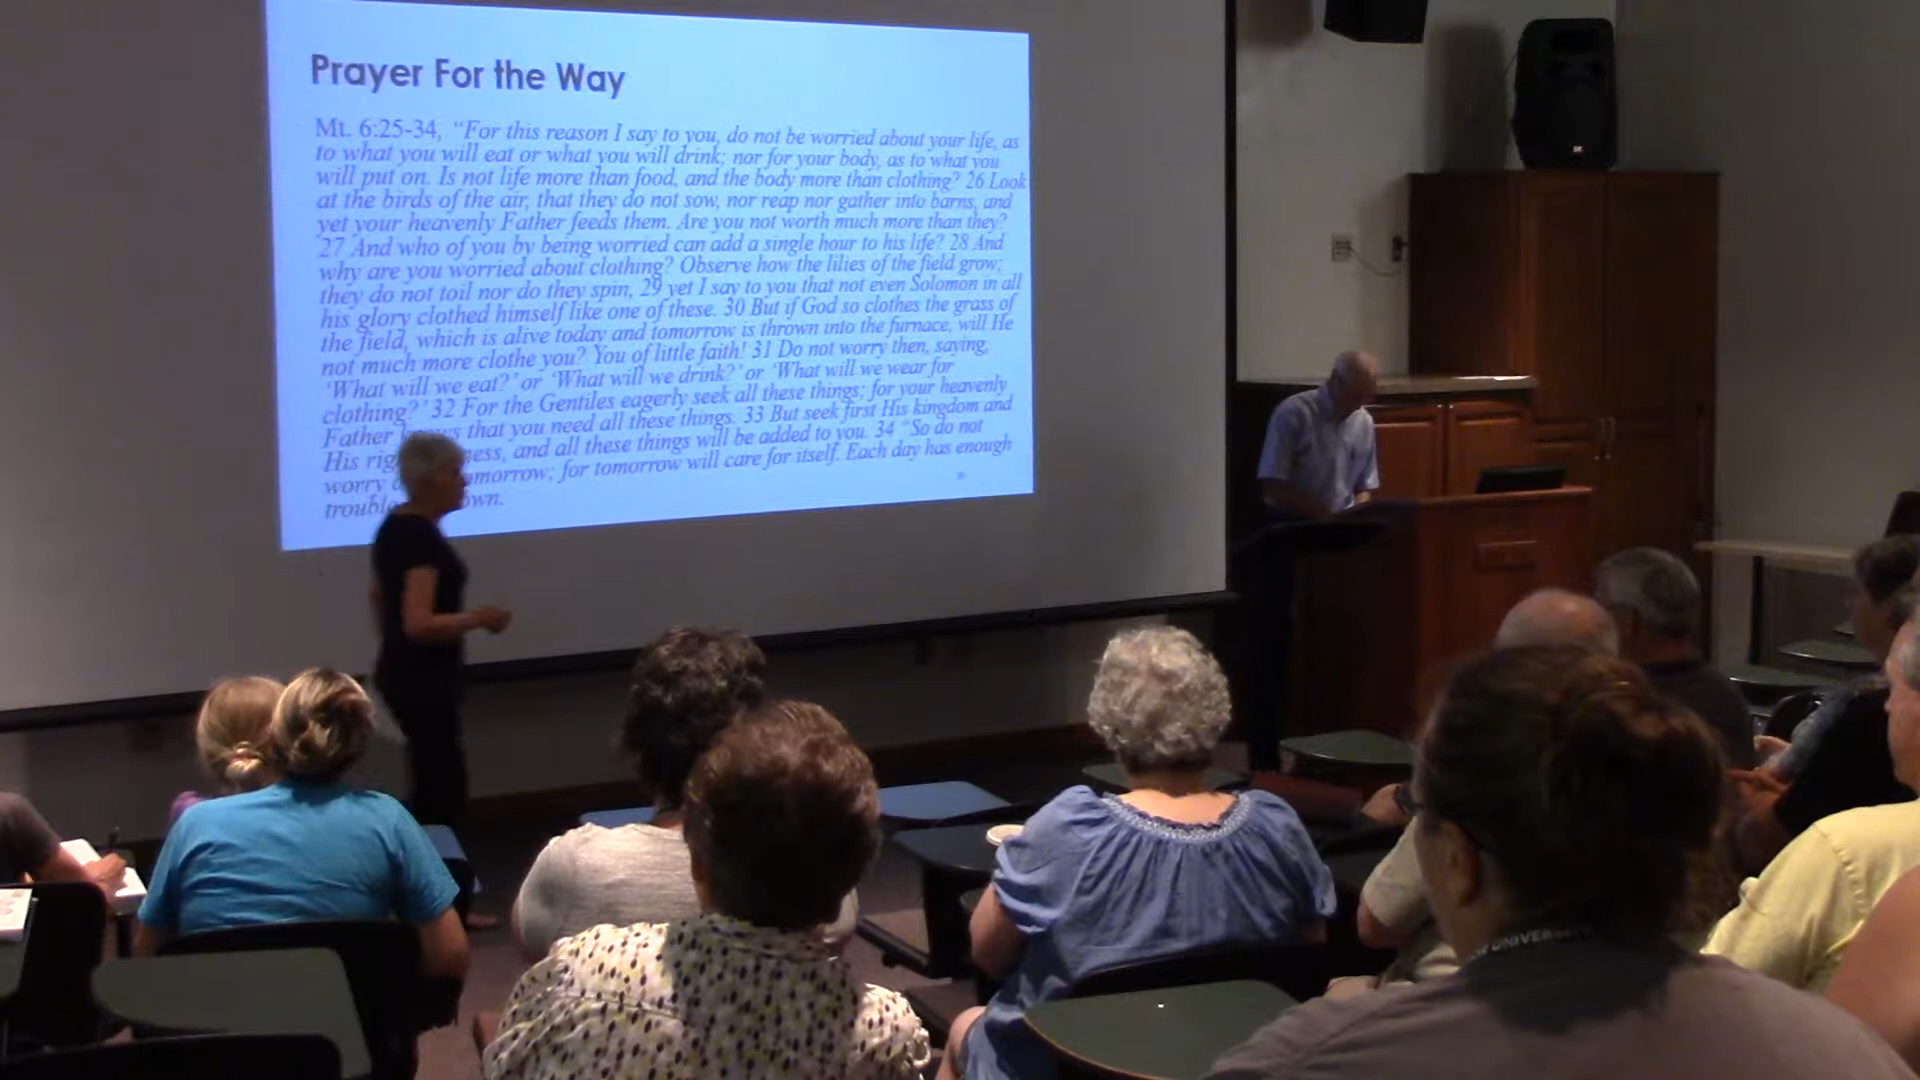 Prayer For the Way
Mt. 6:25-34, “For this reason I say to you, do not be worried about your life, as
to what you will eat or what you will drink; nor for your body, as to what you
will put on. Is not life more than food, and the body more than clothing? 26 Look
at the birds of the air, that they do not sow, nor reap nor gather into barns, and
yet your heavenly Father feeds them. Are you not worth much more than they?
27 And who of you by being worried can add a single hour to his life? 28 And
why are you worried about clothing? Observe how the lilies of the field grow;
they do not toil nor do they spin, 29 yet I say to you that not even Solomon in all
his glory clothed himself like one of these. 30 But if God so clothes the grass of
the field, which is alive today and tomorrow is thrown into the furnace, will He
not much more clothe you? You of little faith! 31 Do not worry then, saying,
‘What will we eat?’ or ‘What will we drink?’ or ‘What will we wear for
clothing?’ 32 For the Gentiles eagerly seek all these things; for your heavenly
Father knows that you need all these things. 33 But seek first His kingdom and
His ness, and all these things will be added to you. 34 “So do not
worry morrow; for tomorrow will care for itself. Each day has enough
trouble own.
UNIVERSITY